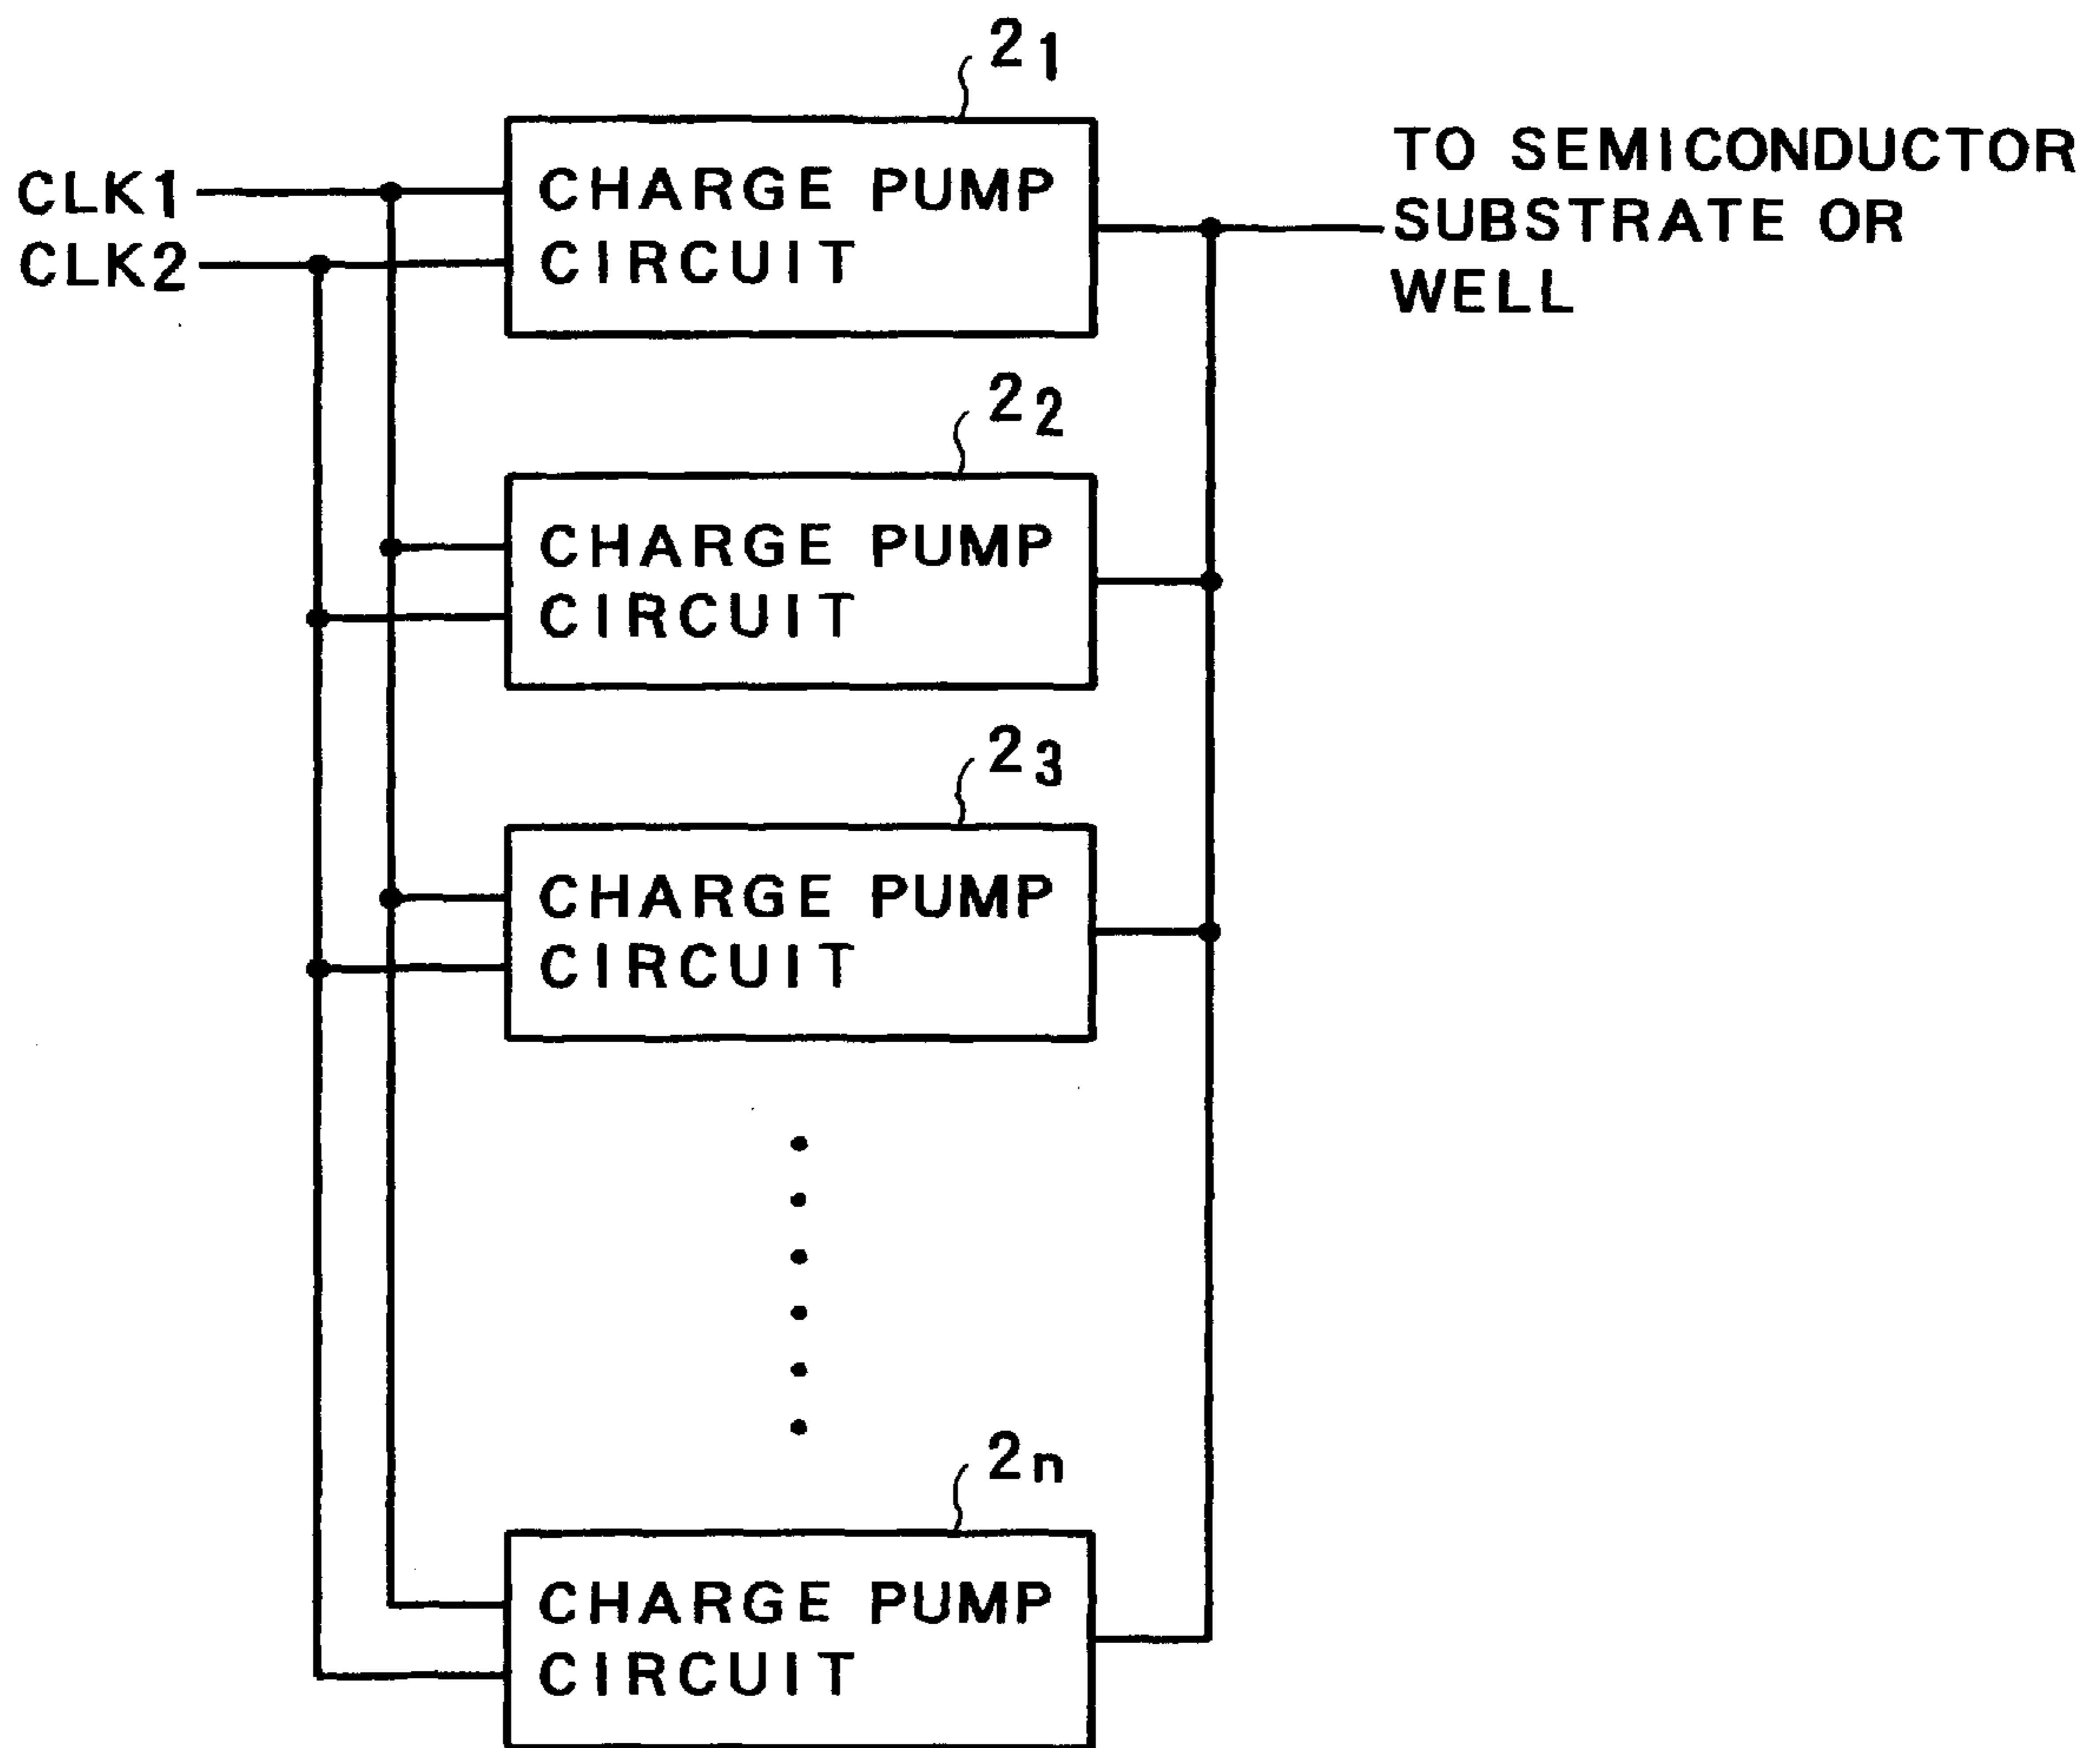 2₁
CLK1
CLK2
CHARGE PUMP
CIRCUIT
TO SEMICONDUCTOR
SUBSTRATE OR
WELL
2₂
CHARGE PUMP
CIRCUIT
2₃
CHARGE PUMP
CIRCUIT
2n
CHARGE PUMP
CIRCUIT